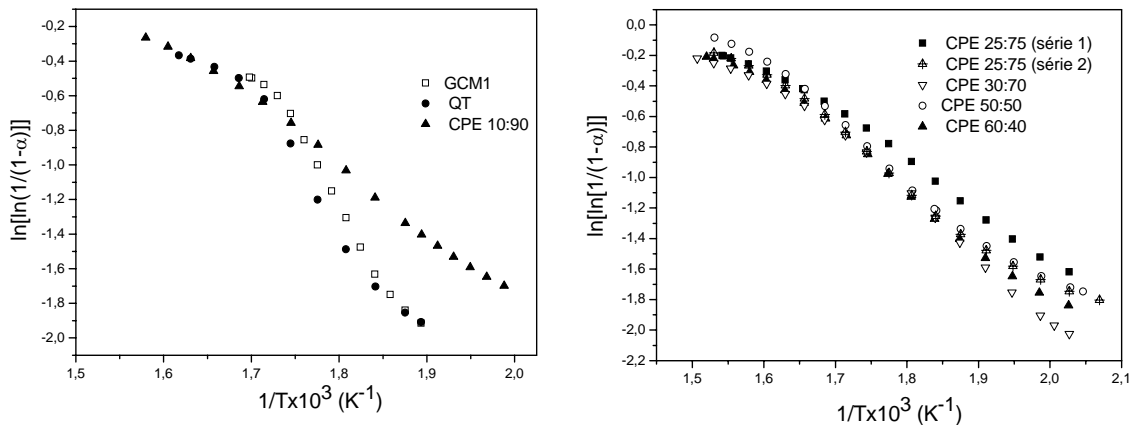 -0,4
-0,6
-0,8
-1,0
-1,2
-1,4
-1,6
-1,8
-2,0
ln[ln(1/(1-α)]]
GCM1
QT
CPE 10:90
1,6 1,7 1,8 1,9 2,0
1/Tx10³ (K⁻¹)
0,0
-0,2
-0,4
-0,6
-0,8
-1,0
-1,2
-1,4
-1,6
-1,8
-2,0
-2,2
ln[ln[1/(1-α)]]
CPE 25:75 (série 1)
CPE 25:75 (série 2)
CPE 30:70
CPE 50:50
CPE 60:40
1,5 1,6 1,7 1,8 1,9 2,0 2,1
1/Tx10³ (K⁻¹)